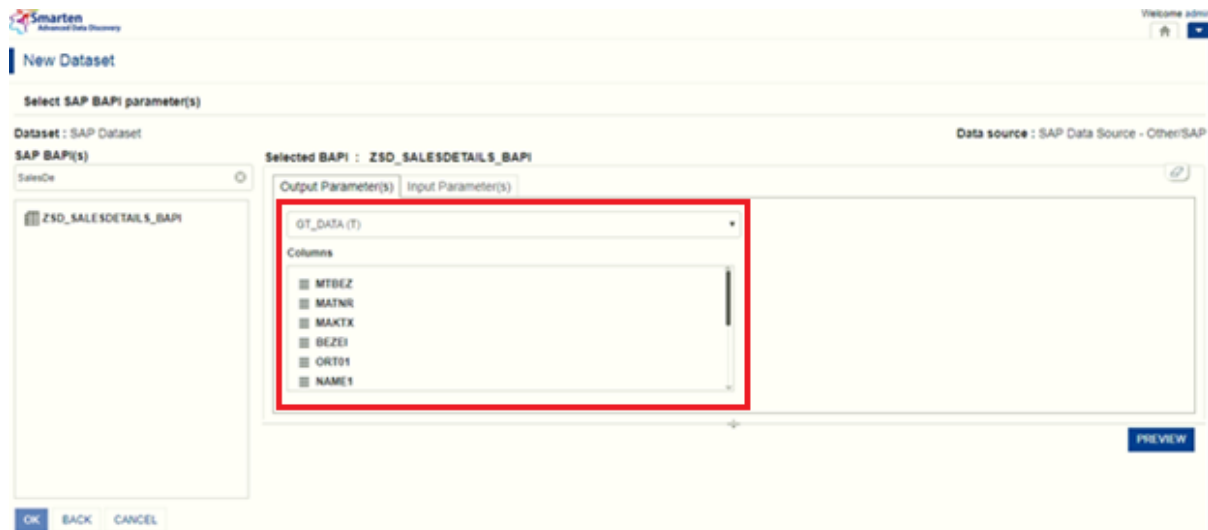 Smarten
Advanced Data Discovery
Welcome admi
New Dataset
Select SAP BAPI parameter(s)
Dataset : SAP Dataset
Data source : SAP Data Source - Other/SAP
SAP BAPI(s)
Selected BAPI : ZSD_SALESDETAILS_BAPI
SalesDe
Output Parameter(s)
Input Parameter(s)
ZSD_SALESDETAILS_BAPI
GT_DATA (T)
Columns
MTBEZ
MATNR
MAKTX
BEZEI
ORT01
NAME1
PREVIEW
OK BACK CANCEL